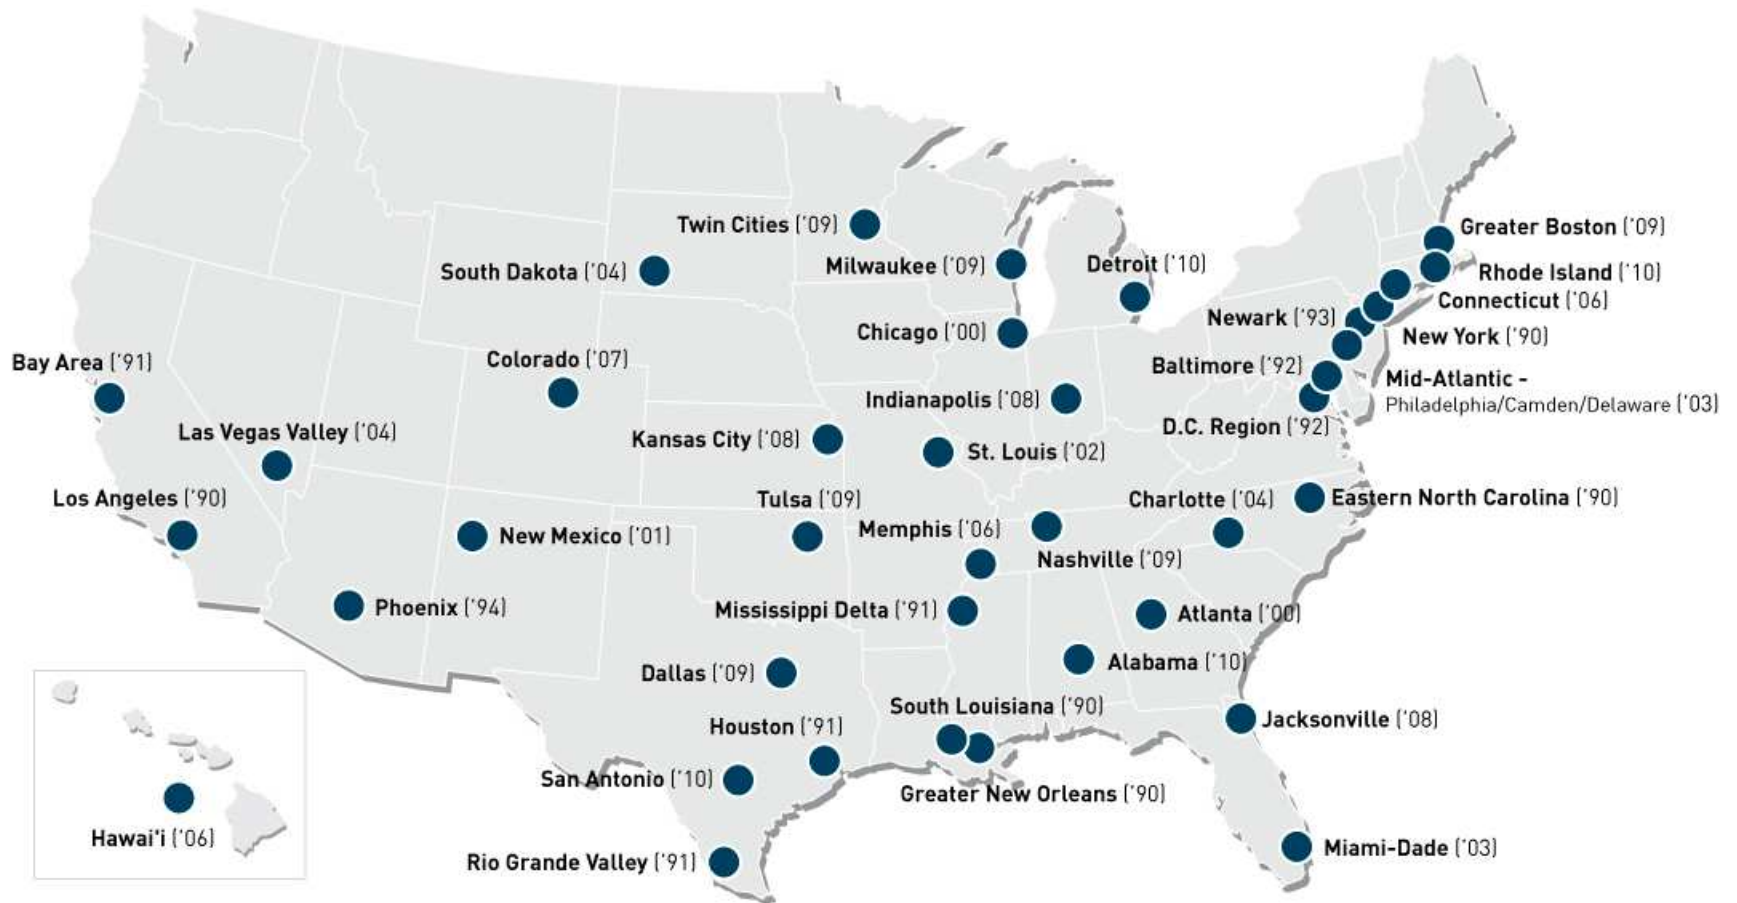 Twin Cities ('09)
Greater Boston ('09)
South Dakota ('04)
Milwaukee ('09)
Detroit ('10)
Rhode Island ('10)
Connecticut ('06)
Newark ('93)
Chicago ('00)
New York ('90)
Bay Area ('91)
Colorado ('07)
Baltimore ('92)
Mid-Atlantic -
Philadelphia/Camden/Delaware ('03)
Indianapolis ('08)
D.C. Region ('92)
Las Vegas Valley ('04)
Kansas City ('08)
St. Louis ('02)
Los Angeles ('90)
Tulsa ('09)
Charlotte ('04)
Eastern North Carolina ('90)
New Mexico ('01)
Memphis ('06)
Nashville ('09)
Phoenix ('94)
Mississippi Delta ('91)
Atlanta ('00)
Alabama ('10)
Dallas ('09)
South Louisiana ('90)
Jacksonville ('08)
Houston ('91)
San Antonio ('10)
Greater New Orleans ('90)
Hawai'i ('06)
Miami-Dade ('03)
Rio Grande Valley ('91)